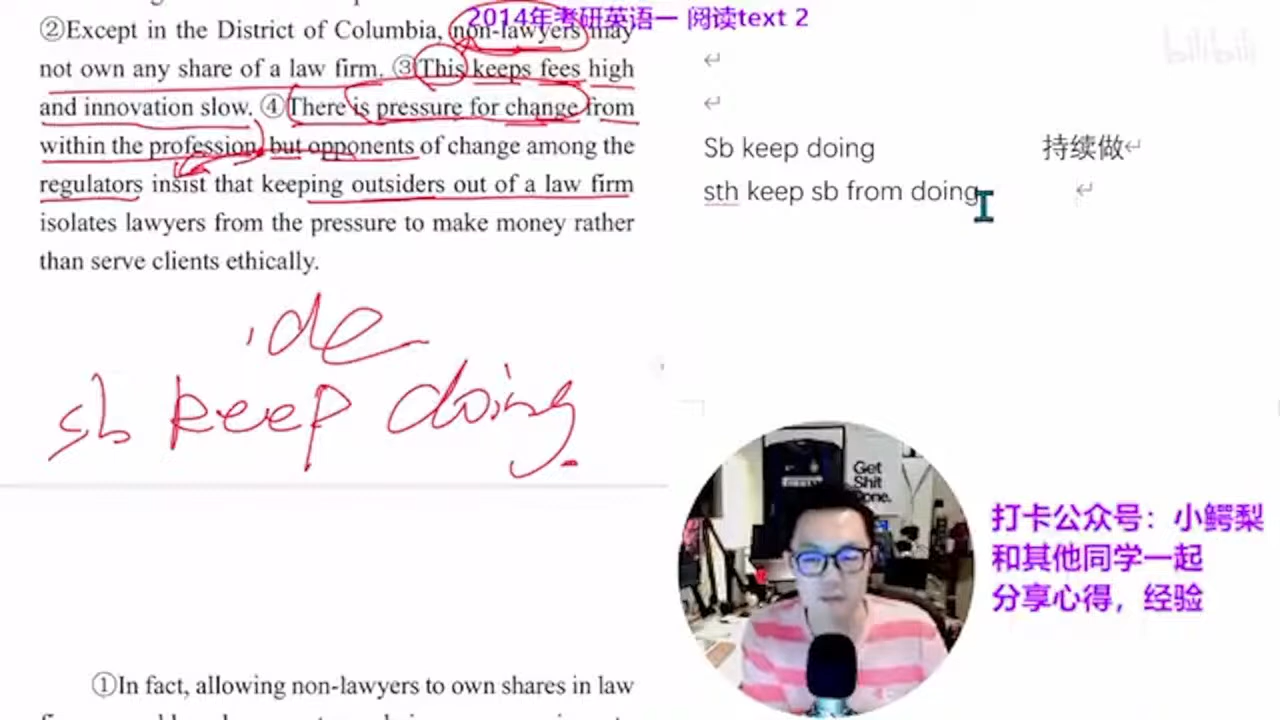 2014年考研英语一 阅读text 2
②Except in the District of Columbia, non-lawyers may
not own any share of a law firm. ③This keeps fees high
and innovation slow. ④There is pressure for change from
within the profession, but opponents of change among the
regulators insist that keeping outsiders out of a law firm
isolates lawyers from the pressure to make money rather
than serve clients ethically.
sb keep doing
①In fact, allowing non-lawyers to own shares in law
bilibili
Sb keep doing 持续做
sth keep sb from doing
Get
Shit
Done.
打卡公众号：小鳄梨
和其他同学一起
分享心得，经验